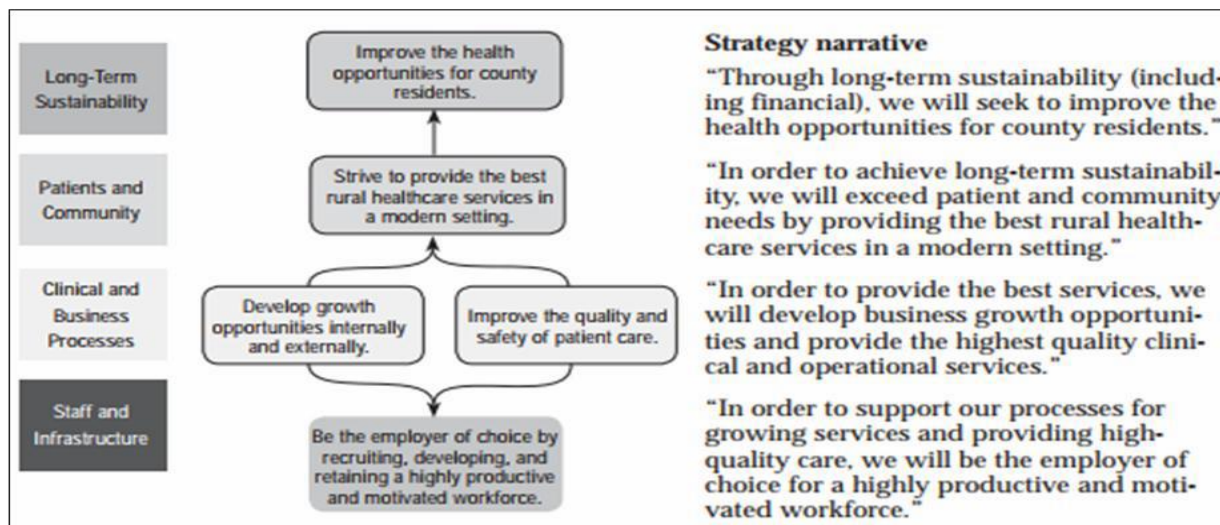 Long-Term
Sustainability
Improve the health
opportunities for county
residents.
Strategy narrative
“Through long-term sustainability (includ-
ing financial), we will seek to improve the
health opportunities for county residents.”
Patients and
Community
Strive to provide the best
rural healthcare services in
a modern setting.
“In order to achieve long-term sustainabil-
ity, we will exceed patient and community
needs by providing the best rural health-
care services in a modern setting.”
Clinical and
Business
Processes
Develop growth
opportunities internally
and externally.
Improve the quality and
safety of patient care.
“In order to provide the best services, we
will develop business growth opportuni-
ties and provide the highest quality clini-
cal and operational services.”
Staff and
Infrastructure
Be the employer of choice by
recruiting, developing, and
retaining a highly productive
and motivated workforce.
“In order to support our processes for
growing services and providing high-
quality care, we will be the employer of
choice for a highly productive and moti-
vated workforce.”